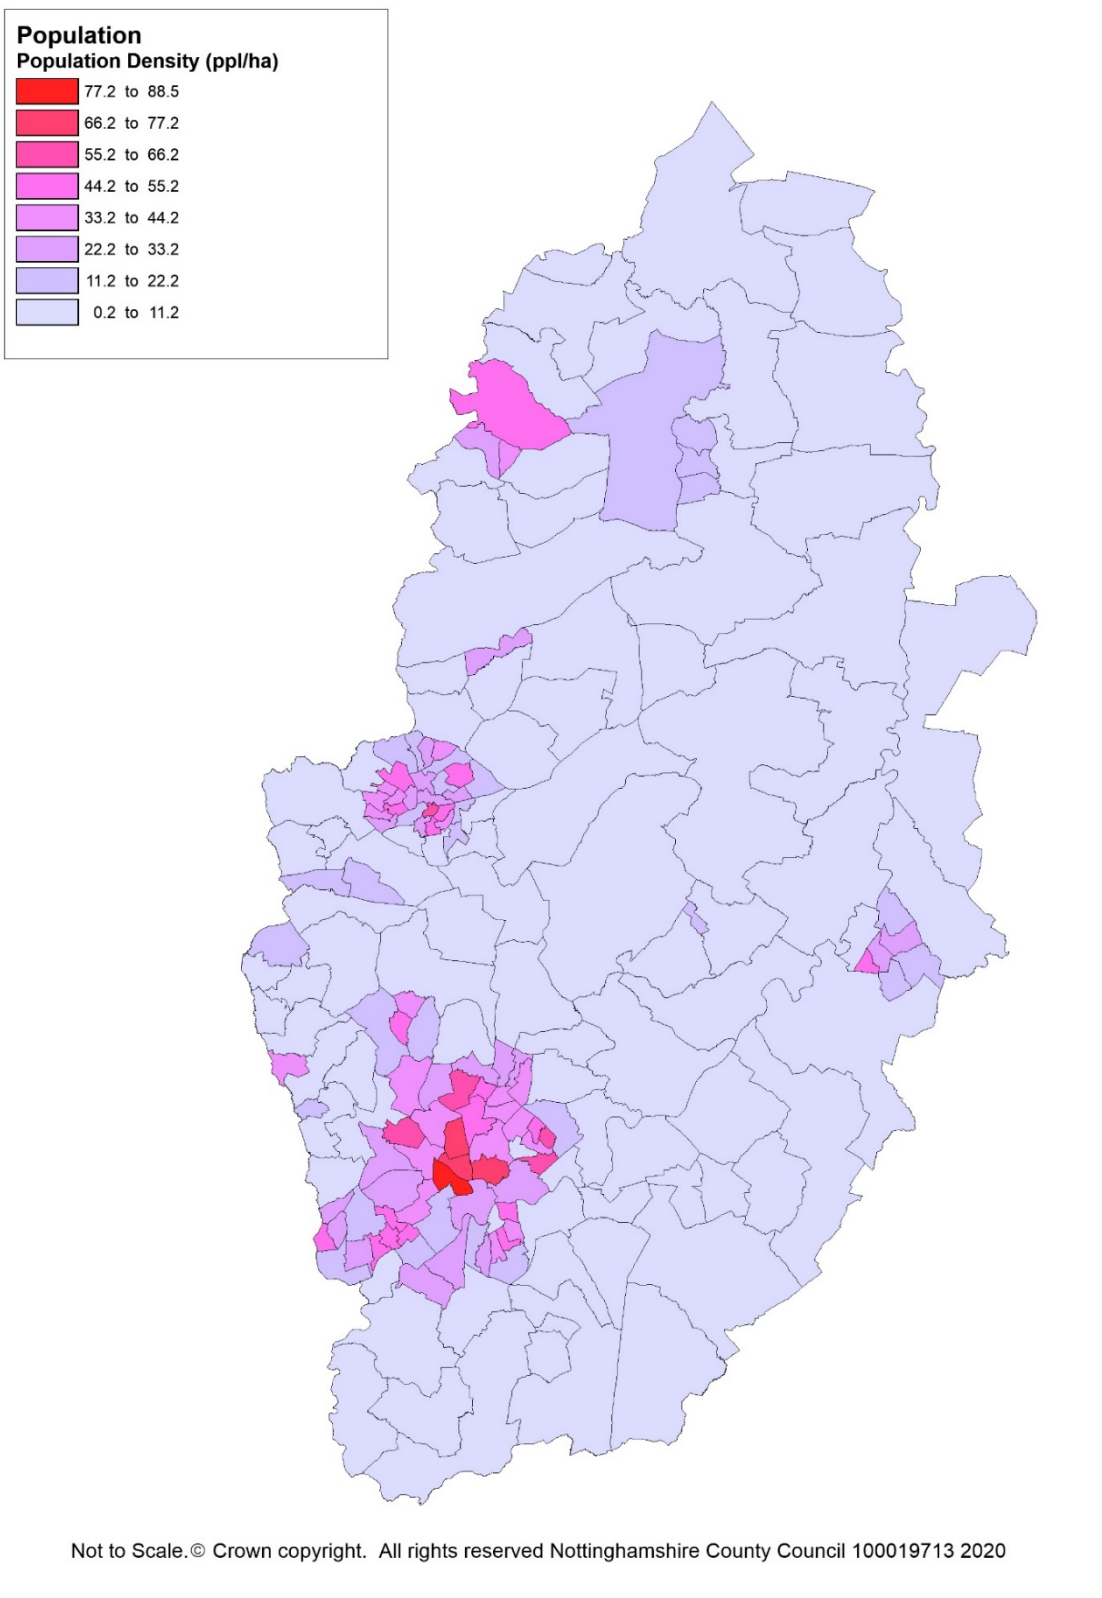 Population
Population Density (ppl/ha)
77.2 to 88.5
66.2 to 77.2
55.2 to 66.2
44.2 to 55.2
33.2 to 44.2
22.2 to 33.2
11.2 to 22.2
0.2 to 11.2
Not to Scale.© Crown copyright. All rights reserved Nottinghamshire County Council 100019713 2020